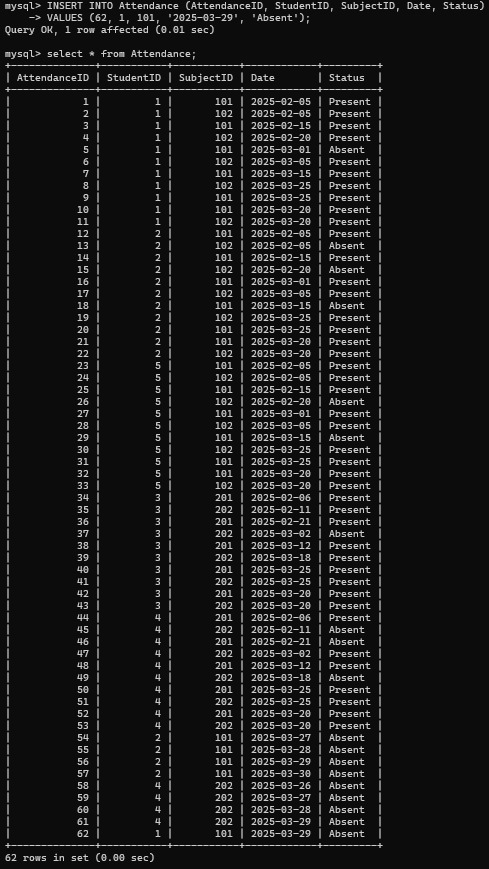 mysql> INSERT INTO Attendance (AttendanceID, StudentID, SubjectID, Date, Status)
    -> VALUES (62, 1, 101, '2025-03-29', 'Absent');
Query OK, 1 row affected (0.01 sec)

mysql> select * from Attendance;
+--------------+-----------+-----------+------------+---------+
| AttendanceID | StudentID | SubjectID | Date       | Status  |
+--------------+-----------+-----------+------------+---------+
|            1 |         1 |       101 | 2025-02-05 | Present |
|            2 |         1 |       102 | 2025-02-05 | Present |
|            3 |         1 |       101 | 2025-02-15 | Present |
|            4 |         1 |       102 | 2025-02-20 | Present |
|            5 |         1 |       101 | 2025-03-01 | Absent  |
|            6 |         1 |       102 | 2025-03-05 | Present |
|            7 |         1 |       101 | 2025-03-15 | Present |
|            8 |         1 |       102 | 2025-03-25 | Present |
|            9 |         1 |       101 | 2025-03-25 | Present |
|           10 |         1 |       101 | 2025-03-20 | Present |
|           11 |         1 |       102 | 2025-03-20 | Present |
|           12 |         2 |       101 | 2025-02-05 | Present |
|           13 |         2 |       102 | 2025-02-05 | Absent  |
|           14 |         2 |       101 | 2025-02-15 | Present |
|           15 |         2 |       102 | 2025-02-20 | Absent  |
|           16 |         2 |       101 | 2025-03-01 | Present |
|           17 |         2 |       102 | 2025-03-05 | Present |
|           18 |         2 |       101 | 2025-03-15 | Absent  |
|           19 |         2 |       102 | 2025-03-25 | Present |
|           20 |         2 |       101 | 2025-03-25 | Present |
|           21 |         2 |       101 | 2025-03-20 | Present |
|           22 |         2 |       102 | 2025-03-20 | Present |
|           23 |         5 |       101 | 2025-02-05 | Present |
|           24 |         5 |       102 | 2025-02-05 | Present |
|           25 |         5 |       101 | 2025-02-15 | Present |
|           26 |         5 |       102 | 2025-02-20 | Absent  |
|           27 |         5 |       101 | 2025-03-01 | Present |
|           28 |         5 |       102 | 2025-03-05 | Present |
|           29 |         5 |       101 | 2025-03-15 | Absent  |
|           30 |         5 |       102 | 2025-03-25 | Present |
|           31 |         5 |       101 | 2025-03-25 | Present |
|           32 |         5 |       101 | 2025-03-20 | Present |
|           33 |         5 |       102 | 2025-03-20 | Present |
|           34 |         3 |       201 | 2025-02-06 | Present |
|           35 |         3 |       202 | 2025-02-11 | Present |
|           36 |         3 |       201 | 2025-02-21 | Present |
|           37 |         3 |       202 | 2025-03-02 | Absent  |
|           38 |         3 |       201 | 2025-03-12 | Present |
|           39 |         3 |       202 | 2025-03-18 | Present |
|           40 |         3 |       201 | 2025-03-25 | Present |
|           41 |         3 |       202 | 2025-03-25 | Present |
|           42 |         3 |       201 | 2025-03-20 | Present |
|           43 |         3 |       202 | 2025-03-20 | Present |
|           44 |         4 |       201 | 2025-02-06 | Present |
|           45 |         4 |       202 | 2025-02-11 | Absent  |
|           46 |         4 |       201 | 2025-02-21 | Absent  |
|           47 |         4 |       202 | 2025-03-02 | Present |
|           48 |         4 |       201 | 2025-03-12 | Present |
|           49 |         4 |       202 | 2025-03-18 | Absent  |
|           50 |         4 |       201 | 2025-03-25 | Present |
|           51 |         4 |       202 | 2025-03-25 | Present |
|           52 |         4 |       201 | 2025-03-20 | Present |
|           53 |         4 |       202 | 2025-03-20 | Present |
|           54 |         2 |       101 | 2025-03-27 | Absent  |
|           55 |         2 |       101 | 2025-03-28 | Absent  |
|           56 |         2 |       101 | 2025-03-29 | Absent  |
|           57 |         2 |       101 | 2025-03-30 | Absent  |
|           58 |         4 |       202 | 2025-03-26 | Absent  |
|           59 |         4 |       202 | 2025-03-27 | Absent  |
|           60 |         4 |       202 | 2025-03-28 | Absent  |
|           61 |         4 |       202 | 2025-03-29 | Absent  |
|           62 |         1 |       101 | 2025-03-29 | Absent  |
+--------------+-----------+-----------+------------+---------+
62 rows in set (0.00 sec)